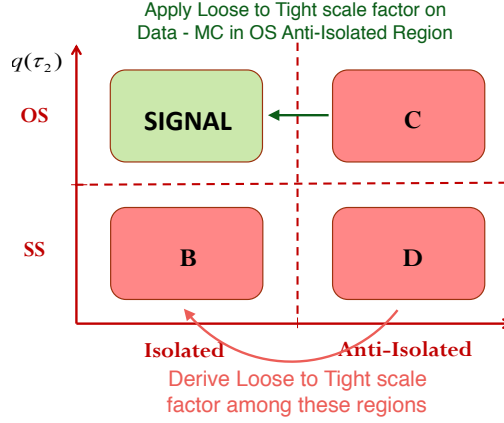 Apply Loose to Tight scale factor on
Data - MC in OS Anti-Isolated Region
q(τ₂)
OS
SIGNAL
C
SS
B
D
Isolated
Anti-Isolated
Derive Loose to Tight scale
factor among these regions